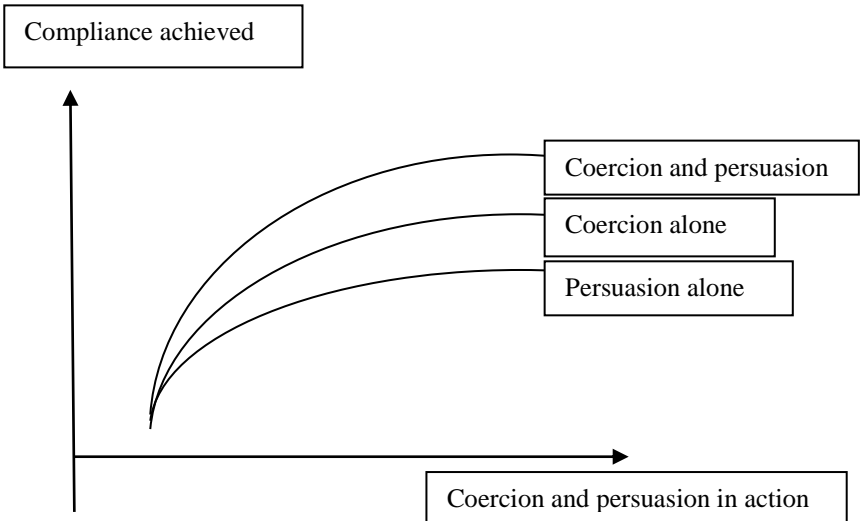 Compliance achieved
Coercion and persuasion
Coercion alone
Persuasion alone
Coercion and persuasion in action